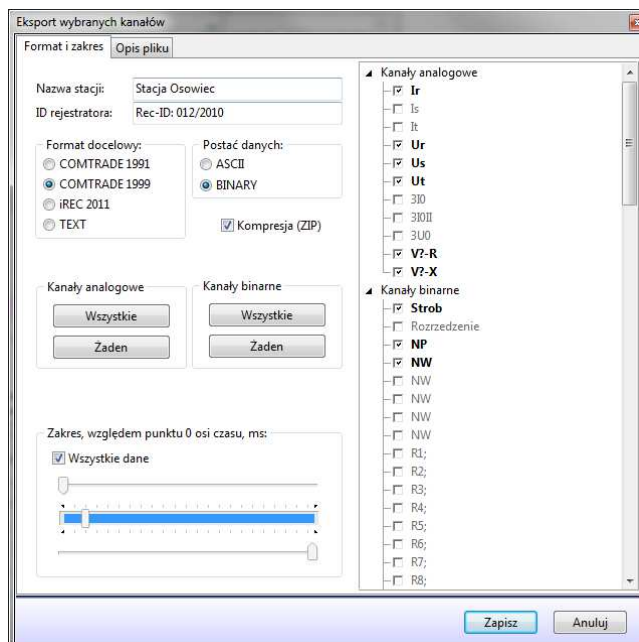 Eksport wybranych kanałów
Format i zakres
Opis pliku
Nazwa stacji:
Stacja Osowiec
ID rejestratora:
Rec-ID: 012/2010
Format docelowy:
COMTRADE 1991
COMTRADE 1999
iREC 2011
TEXT
Postać danych:
ASCII
BINARY
Kompresja (ZIP)
Kanały analogowe
Wszystkie
Żaden
Kanały binarne
Wszystkie
Żaden
Zakres, względem punktu 0 osi czasu, ms:
Wszystkie dane
Kanały analogowe
Ir
Is
It
Ur
Us
Ut
3I0
3I0II
3U0
V?-R
V?-X
Kanały binarne
Strob
Rozrzedzenie
NP
NW
NW
NW
NW
NW
R1;
R2;
R3;
R4;
R5;
R6;
R7;
R8;
Zapisz
Anuluj